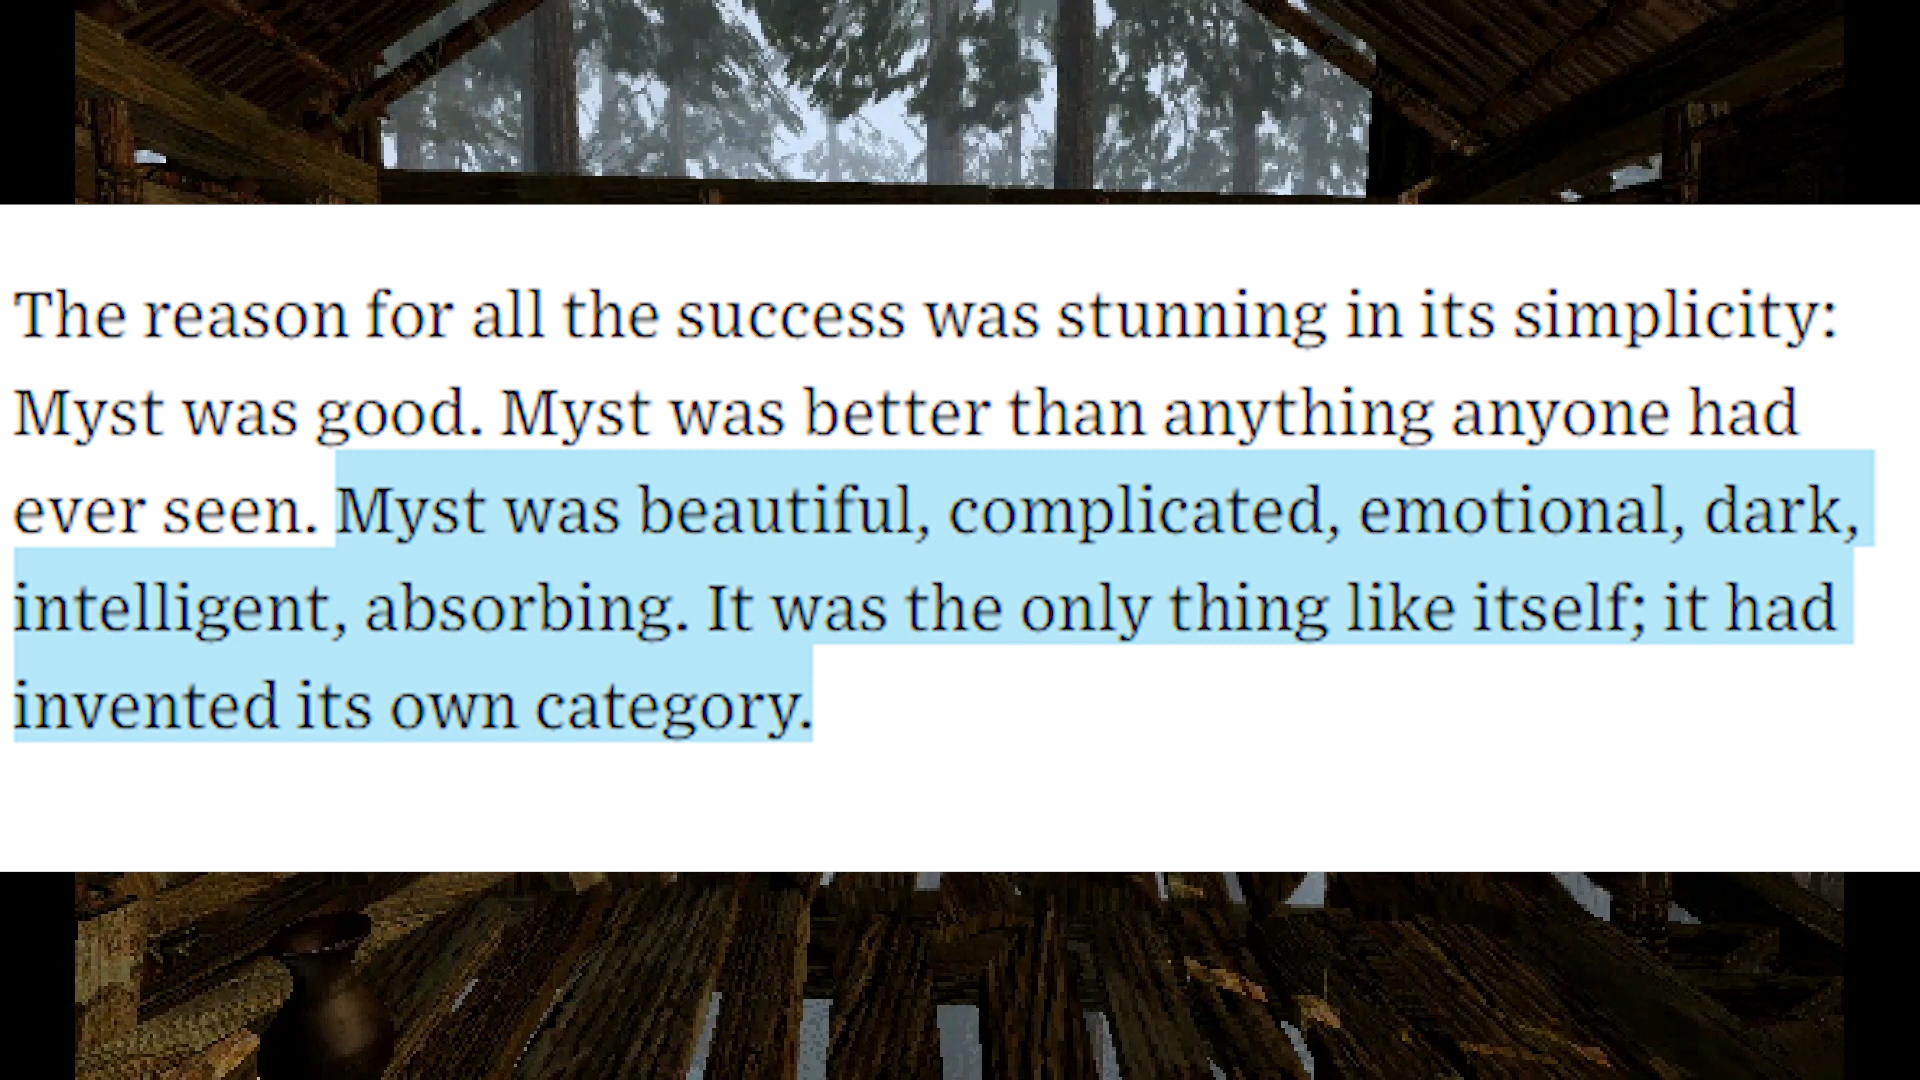 The reason for all the success was stunning in its simplicity:
Myst was good. Myst was better than anything anyone had
ever seen. Myst was beautiful, complicated, emotional, dark,
intelligent, absorbing. It was the only thing like itself; it had
invented its own category.